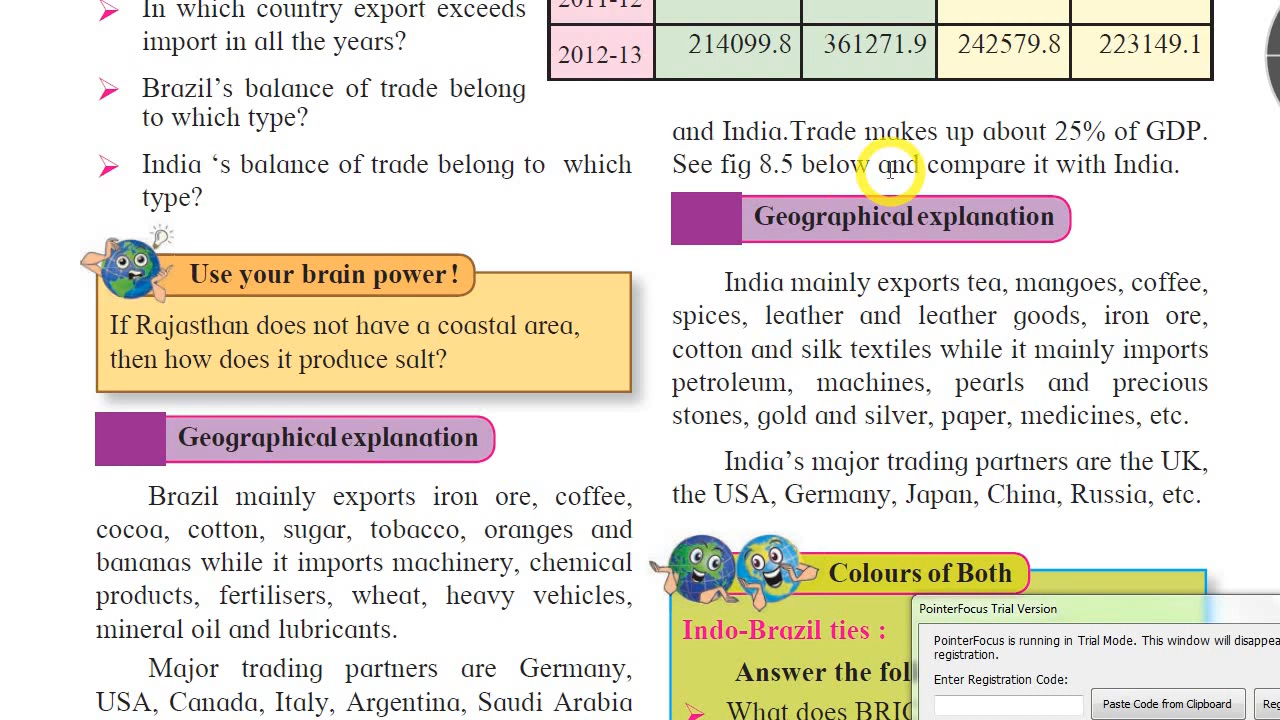 In which country export exceeds
import in all the years?
Brazil's balance of trade belong
to which type?
India 's balance of trade belong to which
type?
Use your brain power !
If Rajasthan does not have a coastal area,
then how does it produce salt?
Geographical explanation
Brazil mainly exports iron ore, coffee,
cocoa, cotton, sugar, tobacco, oranges and
bananas while it imports machinery, chemical
products, fertilisers, wheat, heavy vehicles,
mineral oil and lubricants.
Major trading partners are Germany,
USA, Canada, Italy, Argentina, Saudi Arabia
2011-12
2012-13 214099.8 361271.9 242579.8 223149.1
and India.Trade makes up about 25% of GDP.
See fig 8.5 below and compare it with India.
Geographical explanation
India mainly exports tea, mangoes, coffee,
spices, leather and leather goods, iron ore,
cotton and silk textiles while it mainly imports
petroleum, machines, pearls and precious
stones, gold and silver, paper, medicines, etc.
India's major trading partners are the UK,
the USA, Germany, Japan, China, Russia, etc.
Colours of Both
Indo-Brazil ties :
Answer the fol
What does BRIC
PointerFocus Trial Version
PointerFocus is running in Trial Mode. This window will disappea
registration.
Enter Registration Code:
Paste Code from Clipboard
Reg